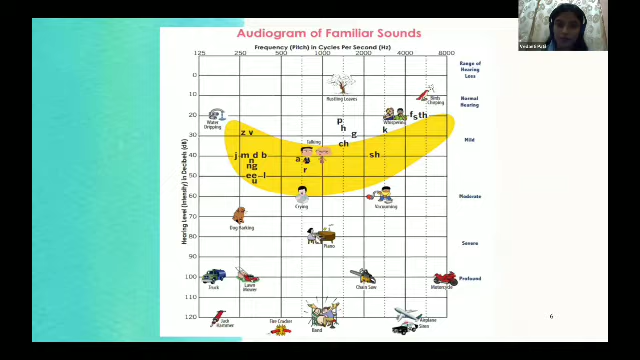 Audiogram of Familiar Sounds
Frequency (Pitch) in Cycles Per Second (Hz)
125 250 500 1000 2000 4000 8000
Range of
Hearing
Loss
Hearing Level (Intensity) in Decibels (dB)
0
10
20
30
40
50
60
70
80
90
100
110
120
Rustling Leaves
Birds
Chirping
Normal
Hearing
Water
Dripping
Whispering
f s th
p
h
g
k
z v
ch
Mild
Talking
j m d b
n
ng
ee l
u
a
r
sh
Crying
Vacuuming
Moderate
Dog Barking
Piano
Severe
Truck
Lawn
Mower
Chain Saw
Motorcycle
Profound
Jack
Hammer
Fire Cracker
Band
Airplane
Siren
6